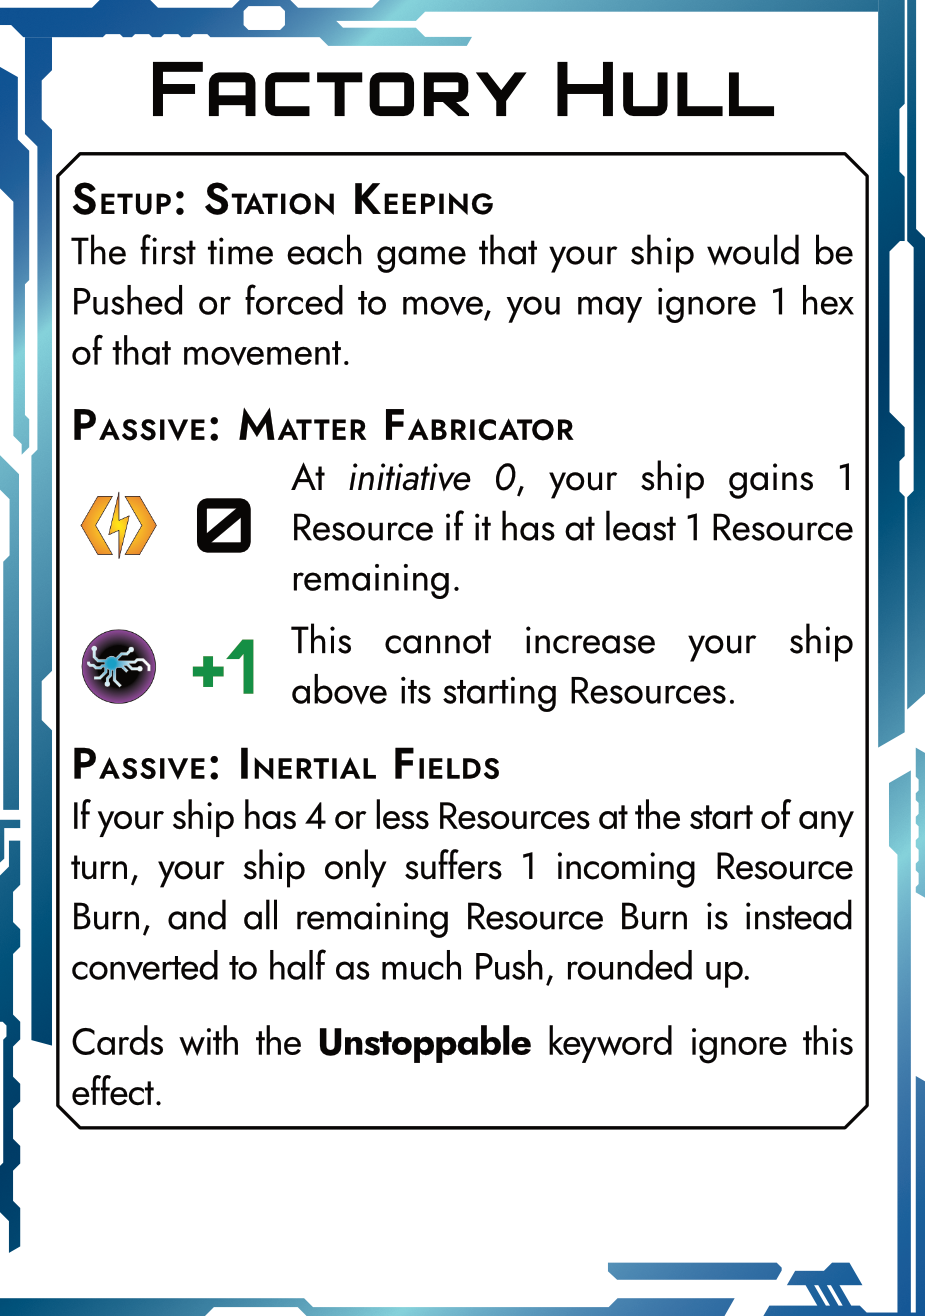 Factory Hull
Setup: Station Keeping
The first time each game that your ship would be
Pushed or forced to move, you may ignore 1 hex
of that movement.
Passive: Matter Fabricator
At initiative 0, your ship gains 1
Resource if it has at least 1 Resource
remaining.
0
This cannot increase your ship
above its starting Resources.
+1
Passive: Inertial Fields
If your ship has 4 or less Resources at the start of any
turn, your ship only suffers 1 incoming Resource
Burn, and all remaining Resource Burn is instead
converted to half as much Push, rounded up.
Cards with the Unstoppable keyword ignore this
effect.